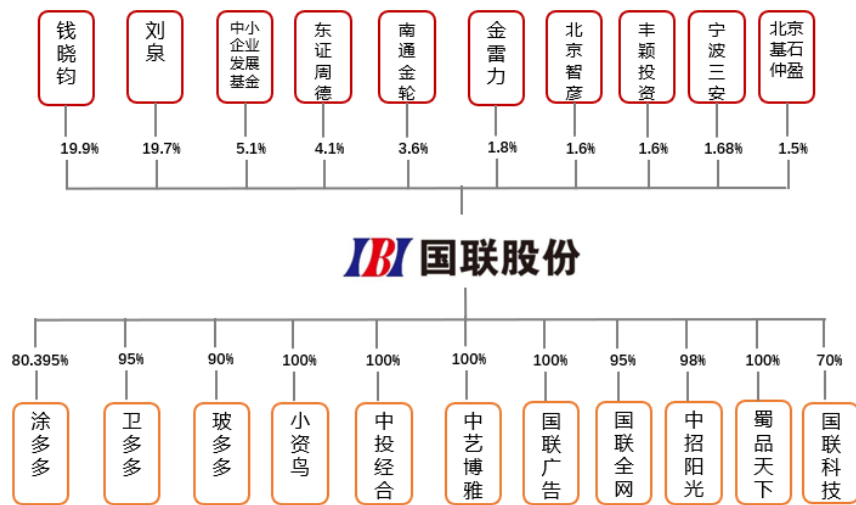 钱晓钧
刘泉
中小企业发展基金
东证周德
南通金轮
金雷力
北京智彦
丰颖投资
宁波三安
北京基石仲盈
19.9%
19.7%
5.1%
4.1%
3.6%
1.8%
1.6%
1.6%
1.68%
1.5%
IBI 国联股份
80.395%
95%
90%
100%
100%
100%
100%
95%
98%
100%
70%
涂多多
卫多多
玻多多
小资鸟
中投经合
中艺博雅
国联广告
国联全网
中招阳光
蜀品天下
国联科技